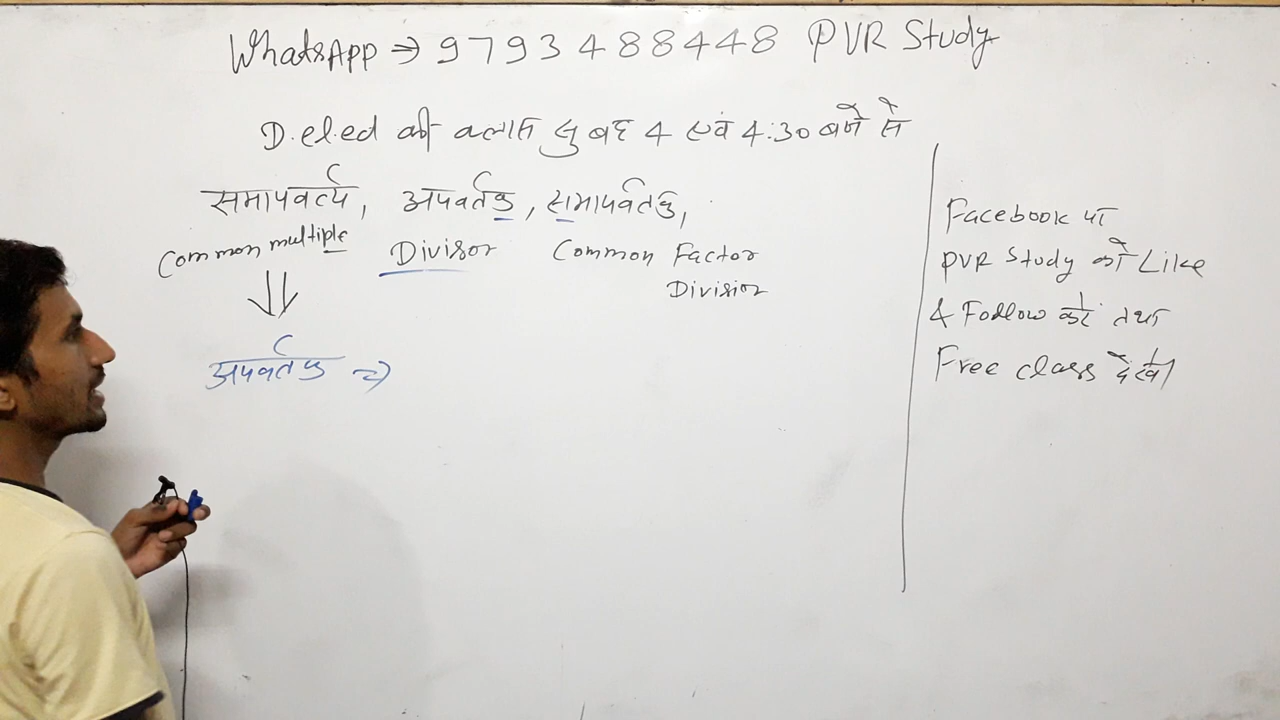 WhatsApp ⇒ 9793488448 PVR Study
D.el.ed की क्लास सुबह 4 एवं 4:30 बजे से
समापवर्त्य, अपवर्तक, समापवर्तक,
Common multiple Divisor Common Factor
Division
अपवर्तक ⇒
Facebook पर
PVR Study को Like
& Follow करें तथा
Free class देखें।